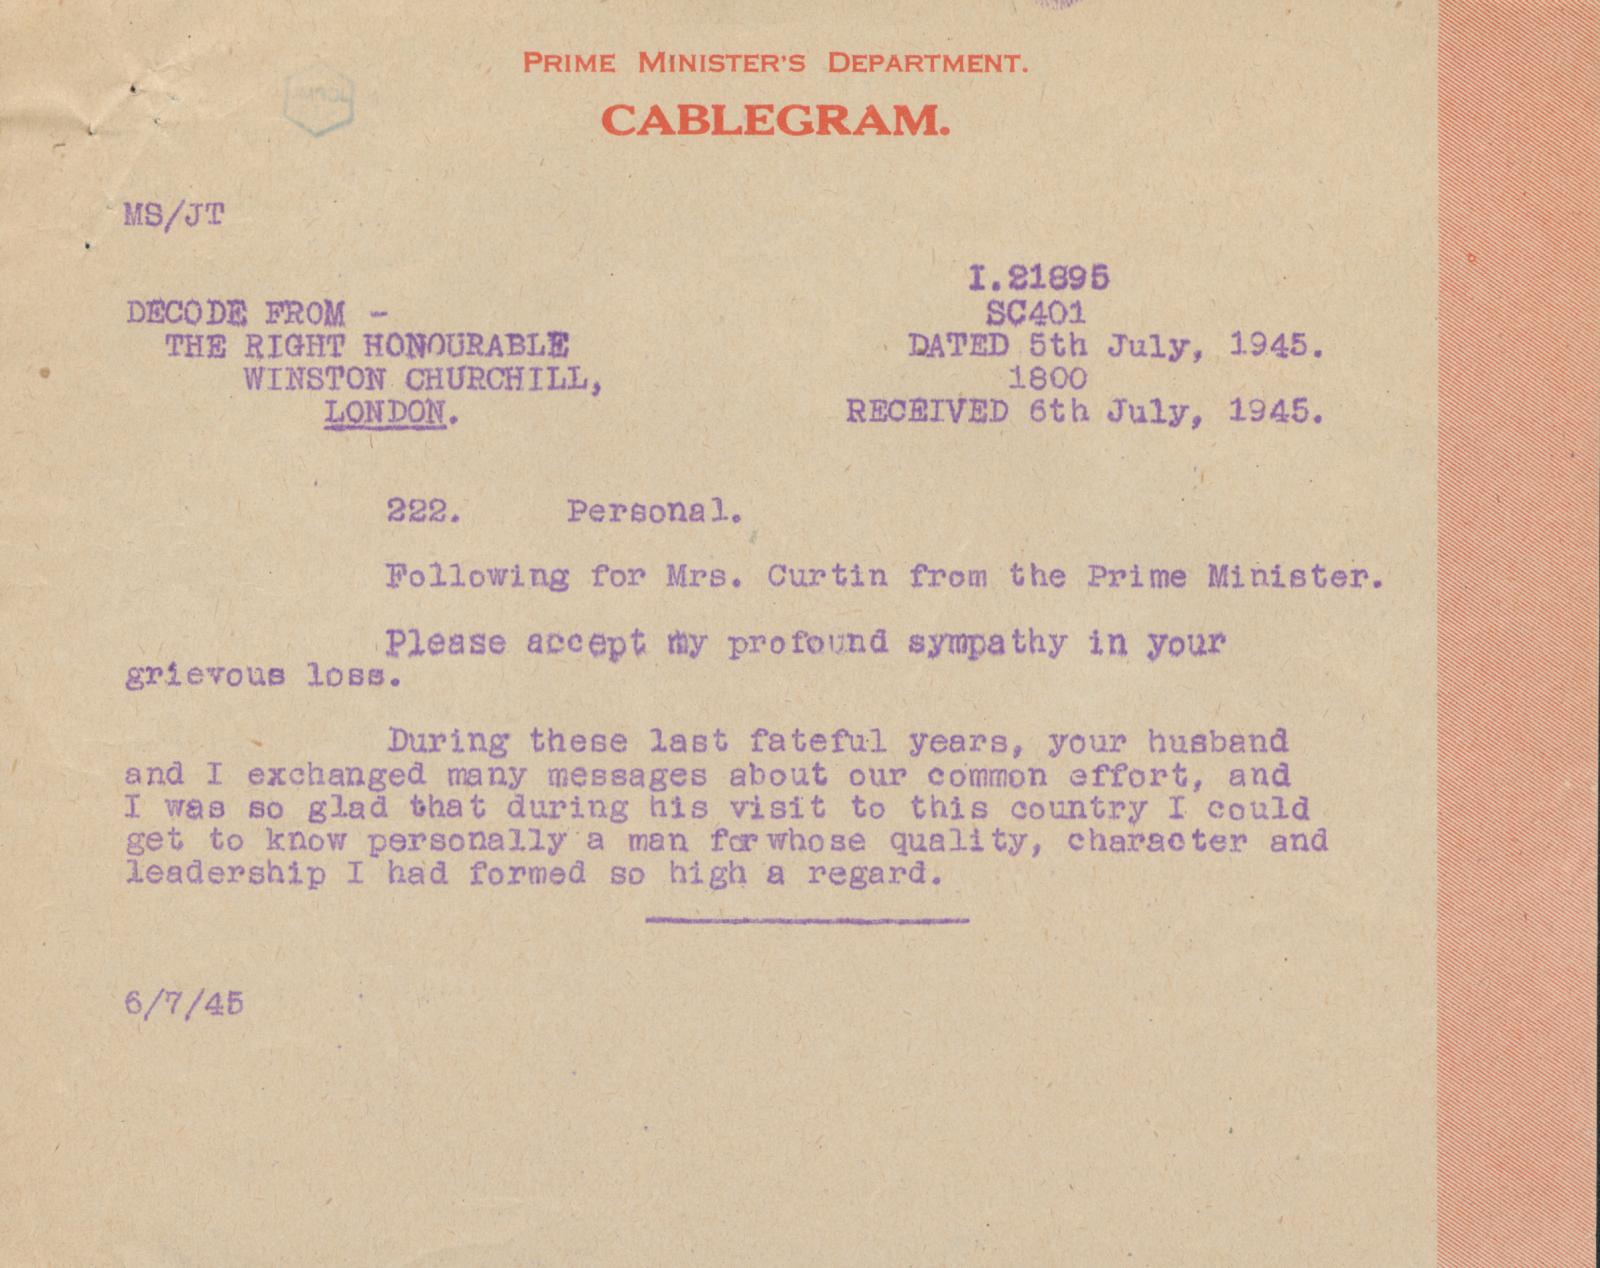 PRIME MINISTER'S DEPARTMENT.
CABLEGRAM.
MS/JT
I.21895
DECODE FROM -
SC401
THE RIGHT HONOURABLE
DATED 5th July, 1945.
WINSTON CHURCHILL,
1800
LONDON.
RECEIVED 6th July, 1945.
222. Personal.
Following for Mrs. Curtin from the Prime Minister.
Please accept my profound sympathy in your
grievous loss.
During these last fateful years, your husband
and I exchanged many messages about our common effort, and
I was so glad that during his visit to this country I could
get to know personally a man for whose quality, character and
leadership I had formed so high a regard.
6/7/45